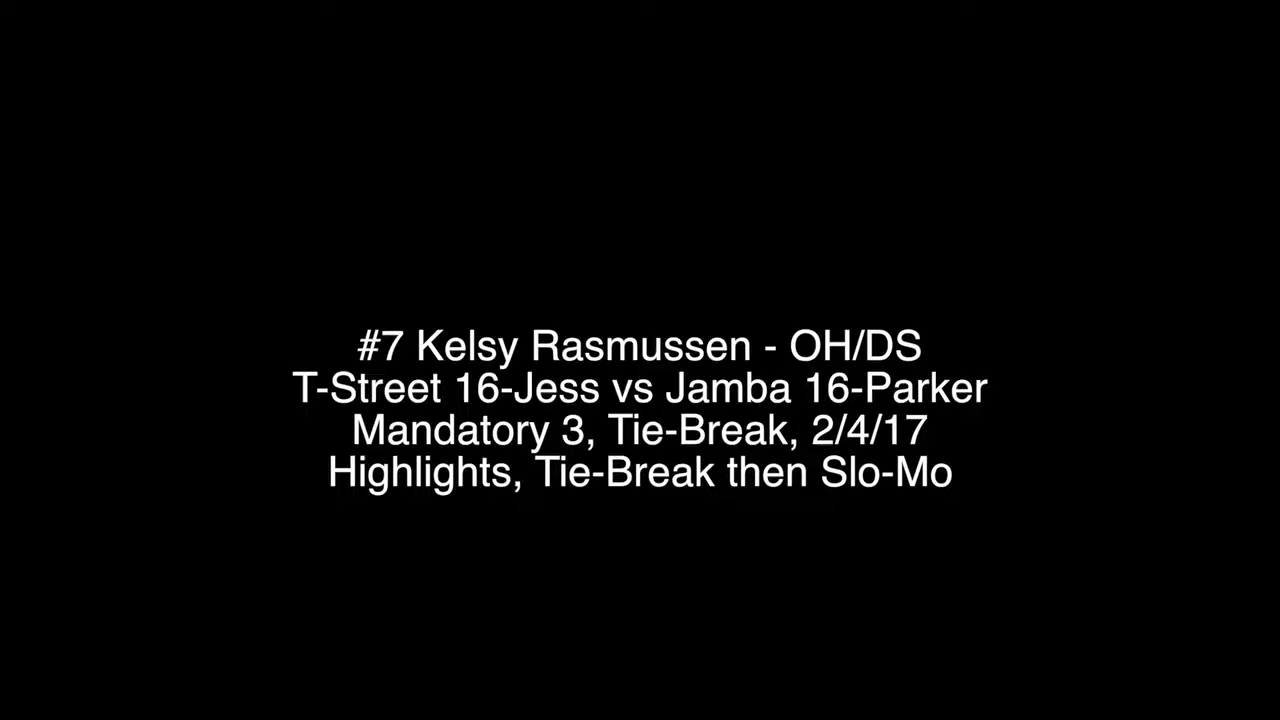 #7 Kelsy Rasmussen - OH/DS
T-Street 16-Jess vs Jamba 16-Parker
Mandatory 3, Tie-Break, 2/4/17
Highlights, Tie-Break then Slo-Mo